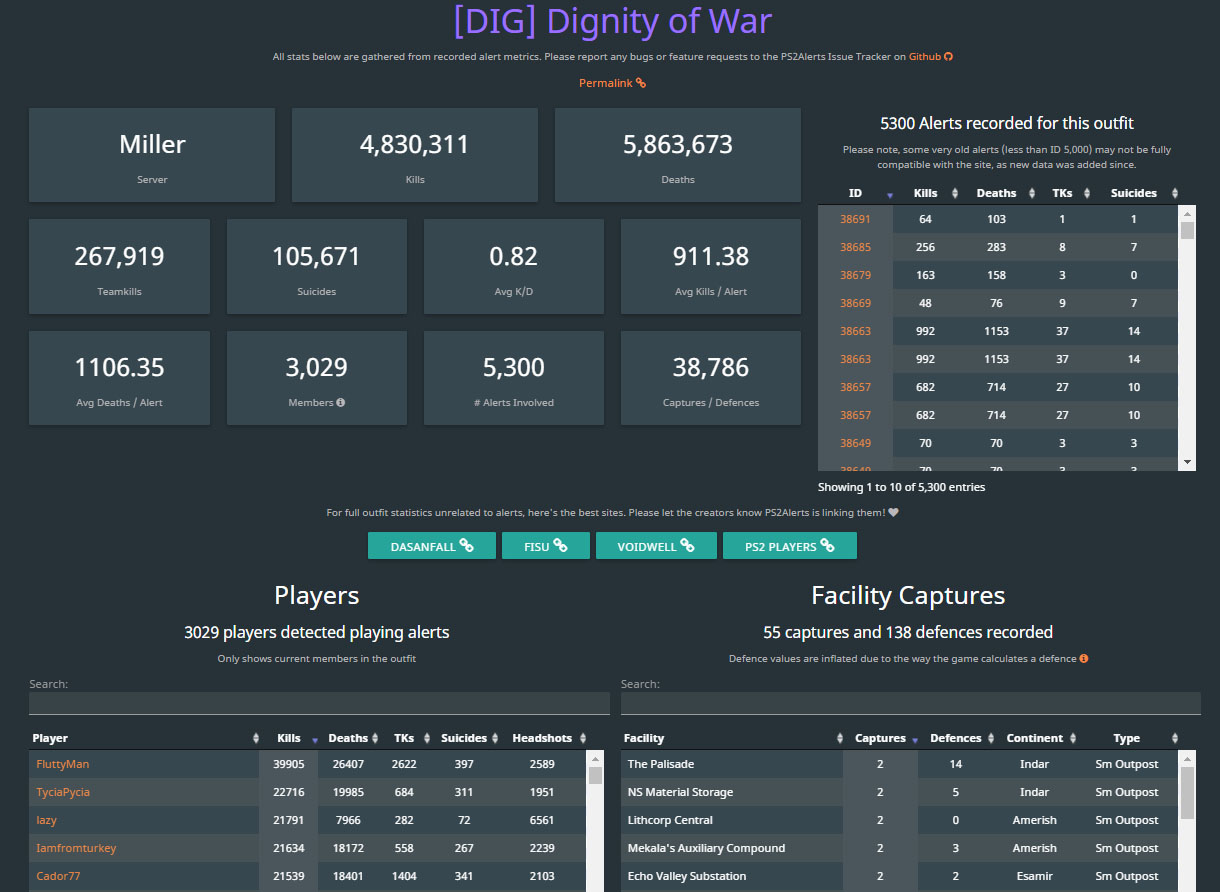 [DIG] Dignity of War
All stats below are gathered from recorded alert metrics. Please report any bugs or feature requests to the PS2Alerts Issue Tracker on Github
Permalink
Miller
Server
4,830,311
Kills
5,863,673
Deaths
267,919
Teamkills
105,671
Suicides
0.82
Avg K/D
911.38
Avg Kills / Alert
1106.35
Avg Deaths / Alert
3,029
Members
5,300
# Alerts Involved
38,786
Captures / Defences
5300 Alerts recorded for this outfit
Please note, some very old alerts (less than ID 5,000) may not be fully
compatible with the site, as new data was added since.
ID Kills Deaths TKs Suicides
38691 64 103 1 1
38685 256 283 8 7
38679 163 158 3 0
38669 48 76 9 7
38663 992 1153 37 14
38663 992 1153 37 14
38657 682 714 27 10
38657 682 714 27 10
38649 70 70 3 3
38649 70 70 3 3
Showing 1 to 10 of 5,300 entries
For full outfit statistics unrelated to alerts, here's the best sites. Please let the creators know PS2Alerts is linking them!
DASANFALL FISU VOIDWELL PS2 PLAYERS
Players
3029 players detected playing alerts
Only shows current members in the outfit
Search:
Player Kills Deaths TKs Suicides Headshots
FluttyMan 39905 26407 2622 397 2589
TyciaPycia 22716 19985 684 311 1951
lazy 21791 7966 282 72 6561
Iamfromturkey 21634 18172 558 267 2239
Cador77 21539 18401 1404 341 2103
Facility Captures
55 captures and 138 defences recorded
Defence values are inflated due to the way the game calculates a defence
Search:
Facility Captures Defences Continent Type
The Palisade 2 14 Indar Sm Outpost
NS Material Storage 2 5 Indar Sm Outpost
Lithcorp Central 2 0 Amerish Sm Outpost
Mekala's Auxiliary Compound 2 3 Amerish Sm Outpost
Echo Valley Substation 2 2 Esamir Sm Outpost